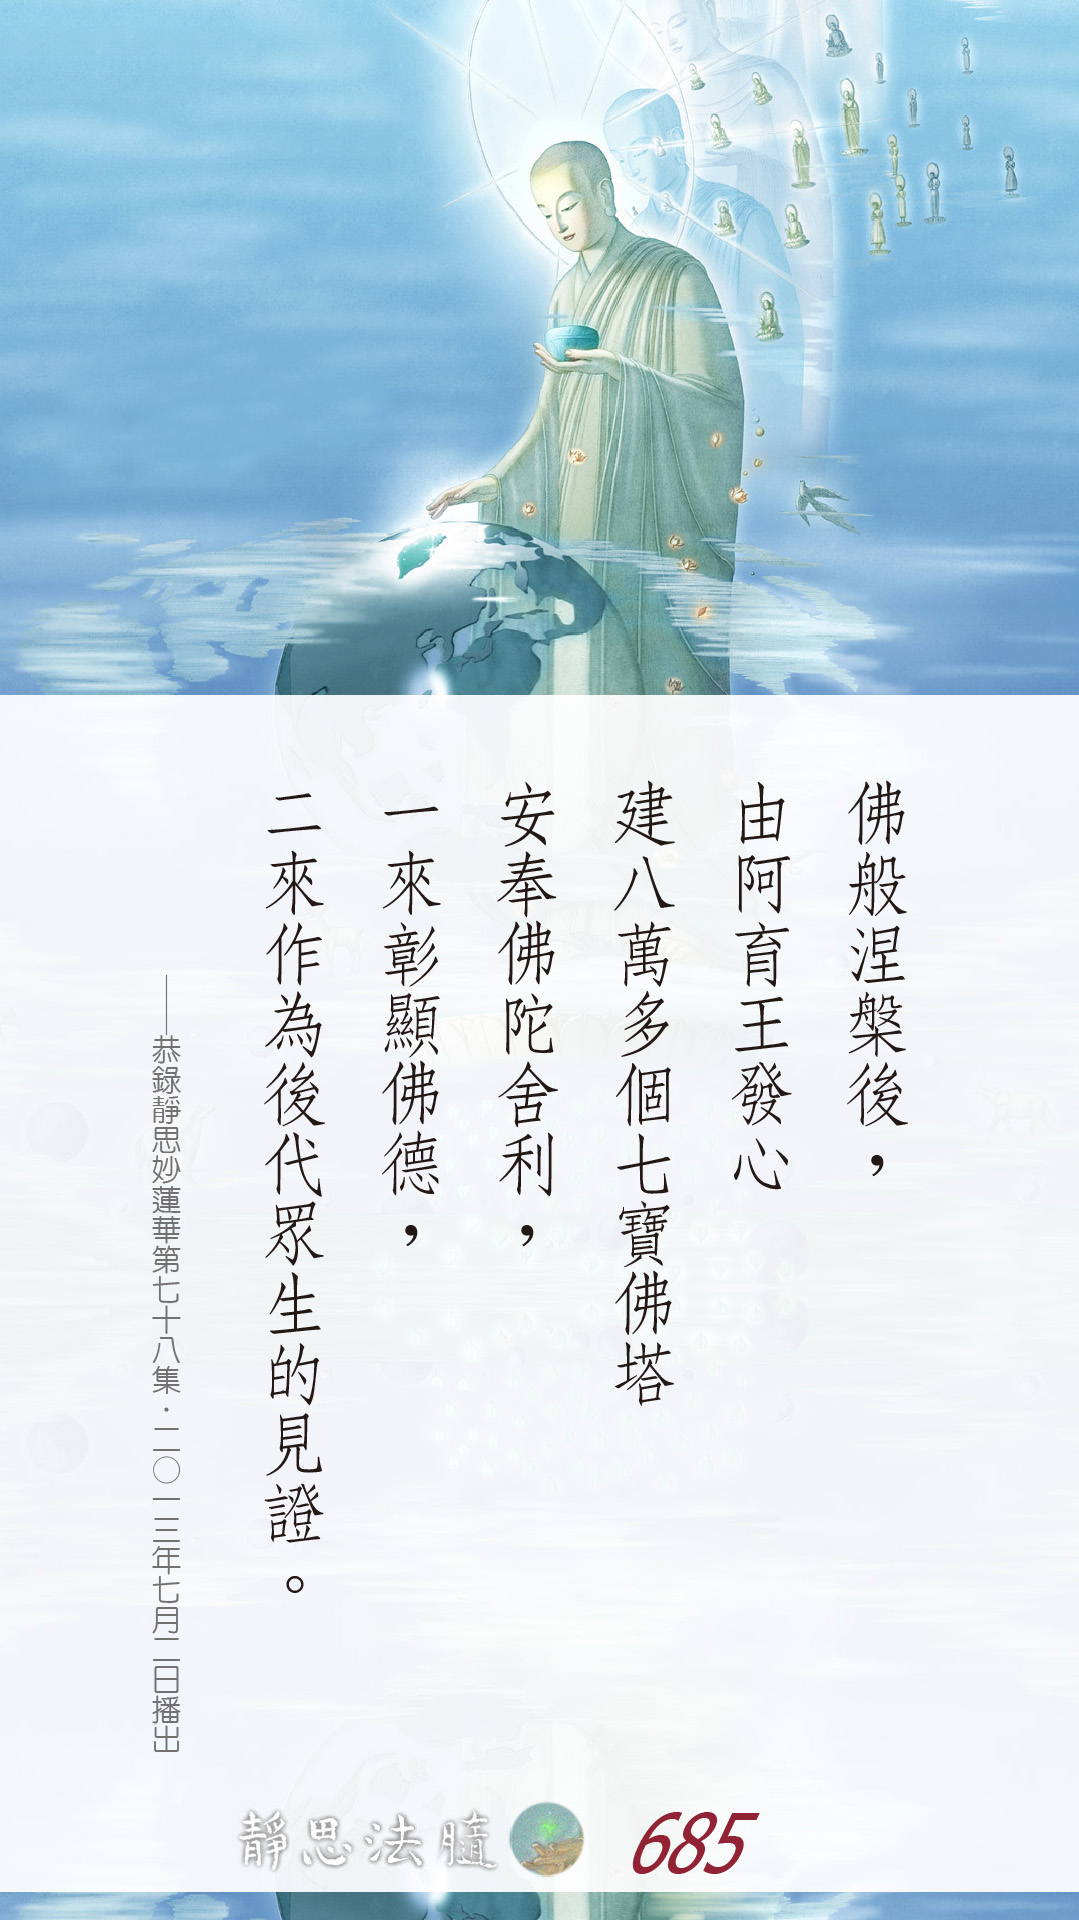 佛般涅槃後，
由阿育王發心
建八萬多個七寶佛塔
安奉佛陀舍利，
一來彰顯佛德，
二來作為後代眾生的見證。
——恭錄靜思妙蓮華第七十八集・二〇一三年七月二日播出
靜思法髓 685